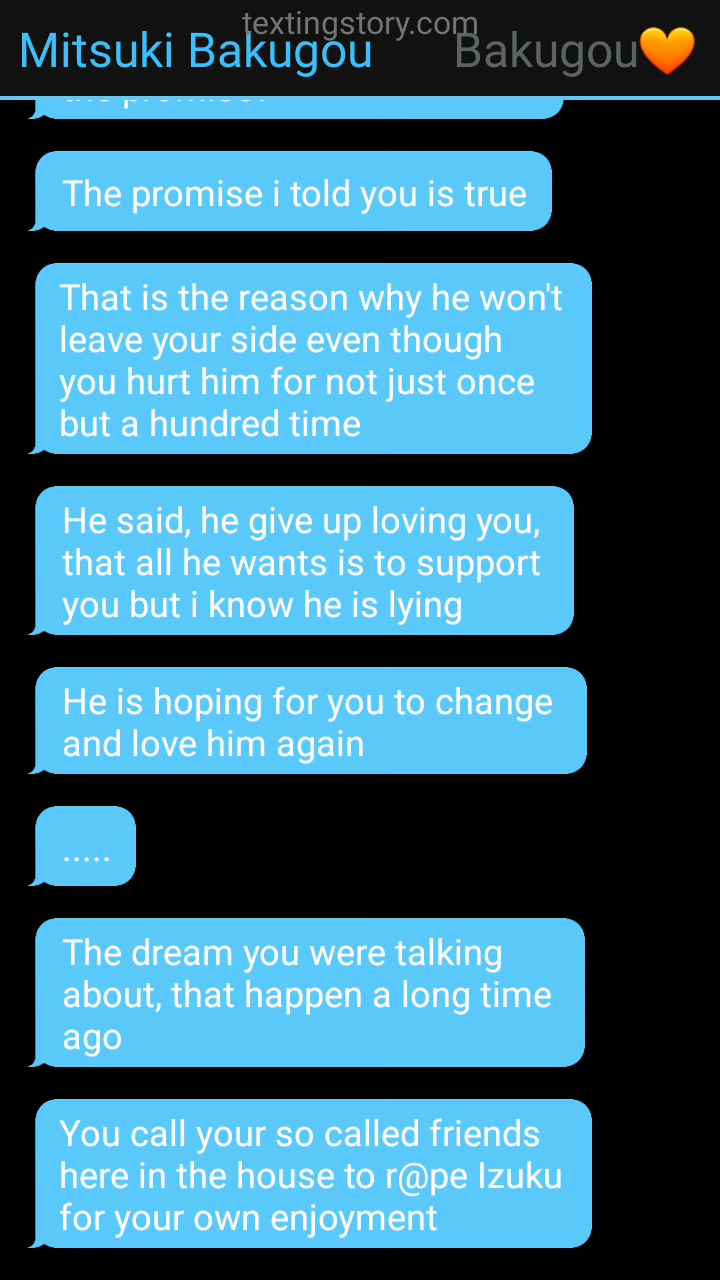 textingstory.com
Mitsuki Bakugou Bakugou🧡
the promise?
The promise i told you is true
That is the reason why he won't
leave your side even though
you hurt him for not just once
but a hundred time
He said, he give up loving you,
that all he wants is to support
you but i know he is lying
He is hoping for you to change
and love him again
.....
The dream you were talking
about, that happen a long time
ago
You call your so called friends
here in the house to r@pe Izuku
for your own enjoyment